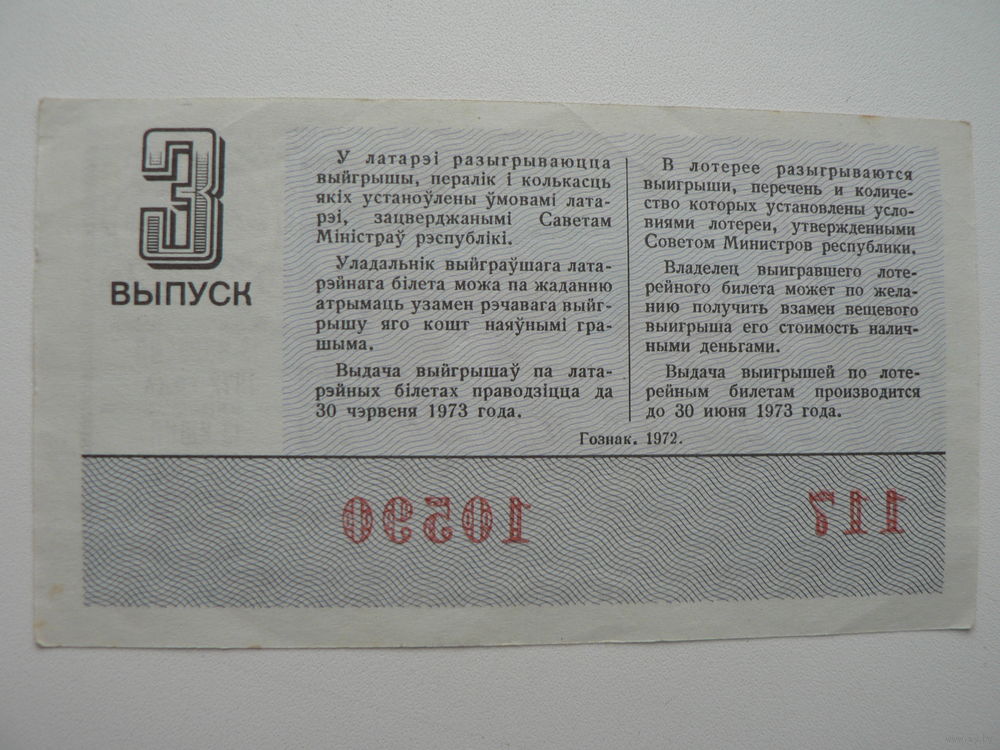 3
ВЫПУСК
У латарэі разыгрываюцца
выйгрышы, пералік і колькасць
якіх устаноўлены ўмовамі лата-
рэі, зацверджанымі Саветам
Міністраў рэспублікі.
Уладальнік выйграўшага лата-
рэйнага білета можа па жаданню
атрымаць узамен рэчавага выйг-
рышу яго кошт наяўнымі гра-
шыма.
Выдача выйгрышаў па лата-
рэйных білетах праводзіцца да
30 чэрвеня 1973 года.
В лотерее разыгрываются
выигрыши, перечень и количе-
ство которых установлены усло-
виями лотереи, утвержденными
Советом Министров республики.
Владелец выигравшего лоте-
рейного билета может по жела-
нию получить взамен вещевого
выигрыша его стоимость налич-
ными деньгами.
Выдача выигрышей по лоте-
рейным билетам производится
до 30 июня 1973 года.
Гознак. 1972.
10590
117